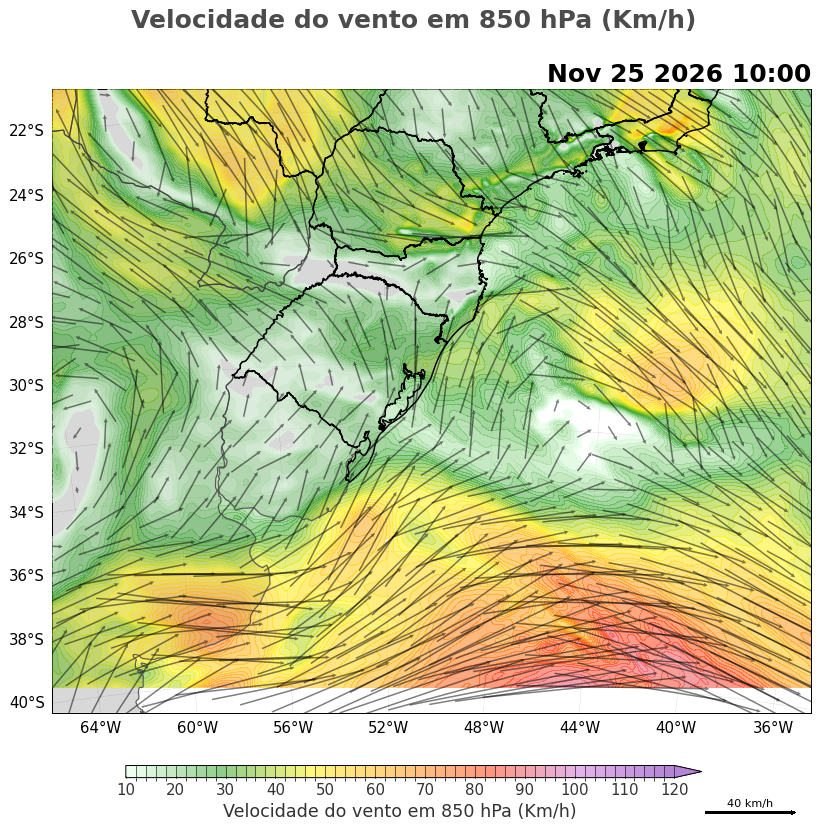 Velocidade do vento em 850 hPa (Km/h)
Nov 25 2026 10:00
22°S
24°S
26°S
28°S
30°S
32°S
34°S
36°S
38°S
40°S
64°W 60°W 56°W 52°W 48°W 44°W 40°W 36°W
10 20 30 40 50 60 70 80 90 100 110 120
Velocidade do vento em 850 hPa (Km/h)
40 km/h